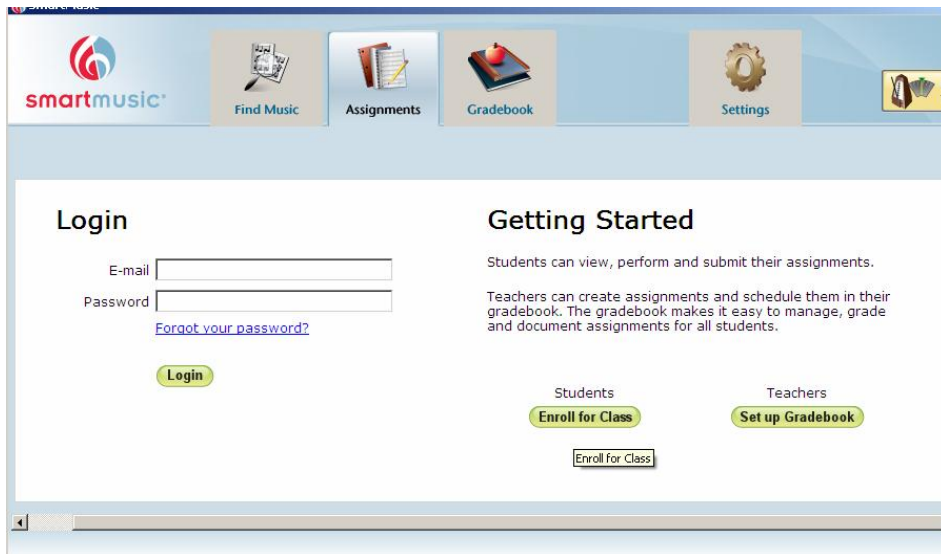 SmartMusic
smartmusic
Find Music
Assignments
Gradebook
Settings
Login
E-mail
Password
Forgot your password?
Login
Getting Started
Students can view, perform and submit their assignments.
Teachers can create assignments and schedule them in their
gradebook. The gradebook makes it easy to manage, grade
and document assignments for all students.
Students
Enroll for Class
Teachers
Set up Gradebook
Enroll for Class